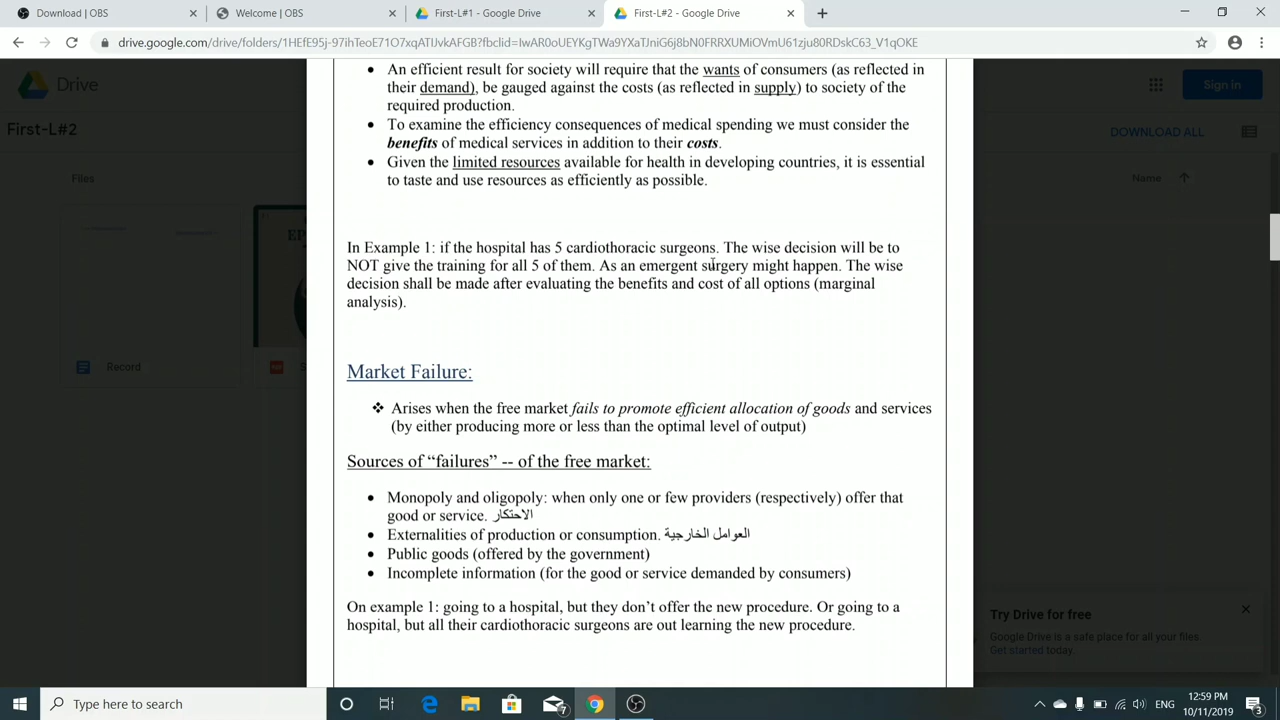 Download | OBS
Welcome | OBS
First-L#1 - Google Drive
First-L#2 - Google Drive
drive.google.com/drive/folders/1HEfE95j-97ihTeoE71O7xqATIJvkAFGB?fbclid=IwAR0oUEYKgTWa9YXaTJniG6j8bN0FRRXUMiOVmU61zju80RDskC63_V1qOKE
Drive
Sign in
First-L#2
DOWNLOAD ALL
Files
Name
An efficient result for society will require that the wants of consumers (as reflected in
their demand), be gauged against the costs (as reflected in supply) to society of the
required production.
To examine the efficiency consequences of medical spending we must consider the
benefits of medical services in addition to their costs.
Given the limited resources available for health in developing countries, it is essential
to taste and use resources as efficiently as possible.
In Example 1: if the hospital has 5 cardiothoracic surgeons. The wise decision will be to
NOT give the training for all 5 of them. As an emergent surgery might happen. The wise
decision shall be made after evaluating the benefits and cost of all options (marginal
analysis).
Record
Market Failure:
❖ Arises when the free market fails to promote efficient allocation of goods and services
(by either producing more or less than the optimal level of output)
Sources of “failures” -- of the free market:
Monopoly and oligopoly: when only one or few providers (respectively) offer that
good or service. الاحتكار
Externalities of production or consumption. العوامل الخارجية
Public goods (offered by the government)
Incomplete information (for the good or service demanded by consumers)
On example 1: going to a hospital, but they don’t offer the new procedure. Or going to a
hospital, but all their cardiothoracic surgeons are out learning the new procedure.
Try Drive for free
Google Drive is a safe place for all your files
Get started today.
Type here to search
7
ENG
12:59 PM
10/11/2019
3